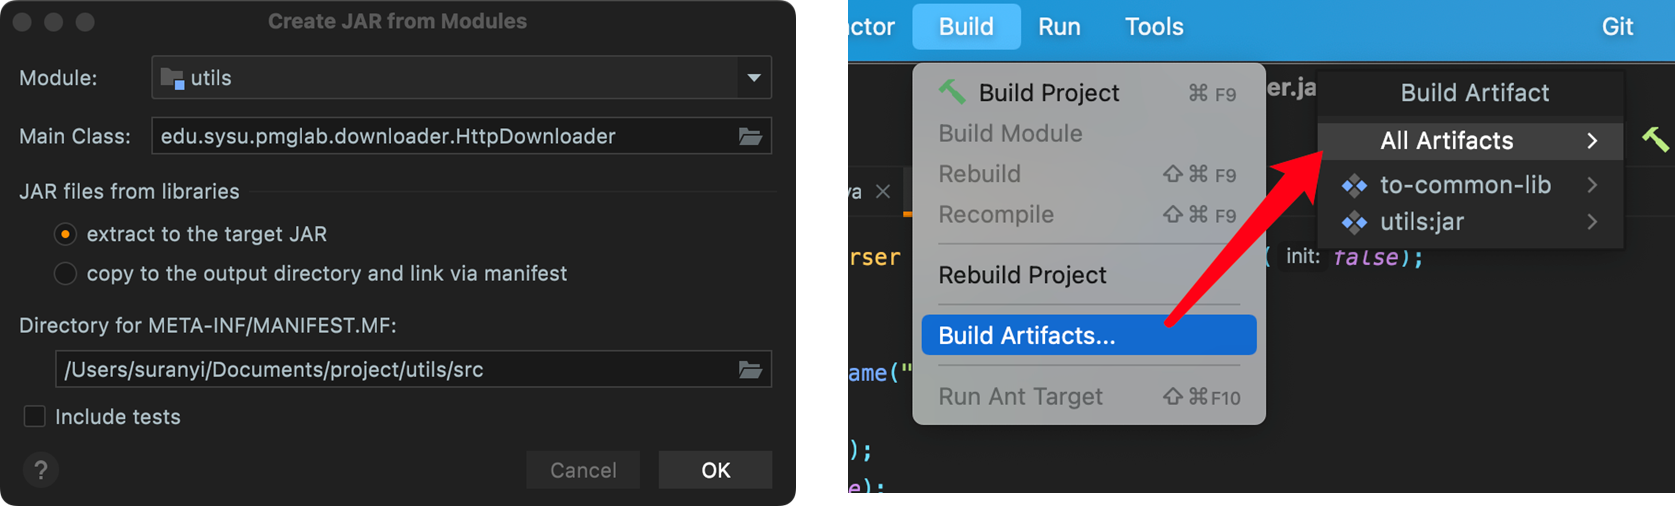 Create JAR from Modules
Module:
utils
Main Class:
edu.sysu.pmglab.downloader.HttpDownloader
JAR files from libraries
extract to the target JAR
copy to the output directory and link via manifest
Directory for META-INF/MANIFEST.MF:
/Users/suranyi/Documents/project/utils/src
Include tests
?
Cancel
OK
actor Build Run Tools Git
Build Project ⌘ F9
Build Module
Rebuild ⇧⌘ F9
Recompile ⇧⌘ F9
Rebuild Project
Build Artifacts...
Run Ant Target ⇧⌘F10
er.ja
Build Artifact
All Artifacts
to-common-lib
utils:jar
va
rser
( init: false);
ame("
);
e);